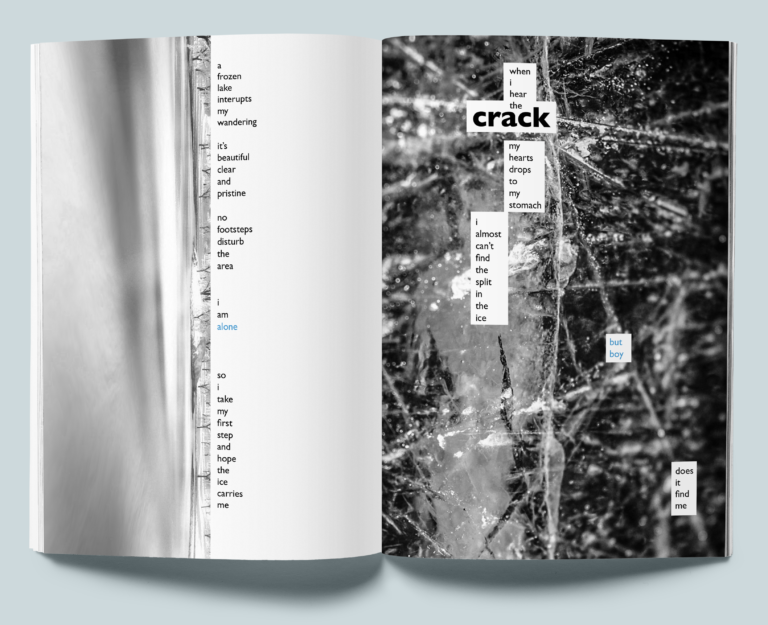 a
frozen
lake
interupts
my
wandering
it's
beautiful
clear
and
pristine
no
footsteps
disturb
the
area
i
am
alone
so
i
take
my
first
step
and
hope
the
ice
carries
me
when
i
hear
the
crack
my
hearts
drops
to
my
stomach
i
almost
can't
find
the
split
in
the
ice
but
boy
does
it
find
me